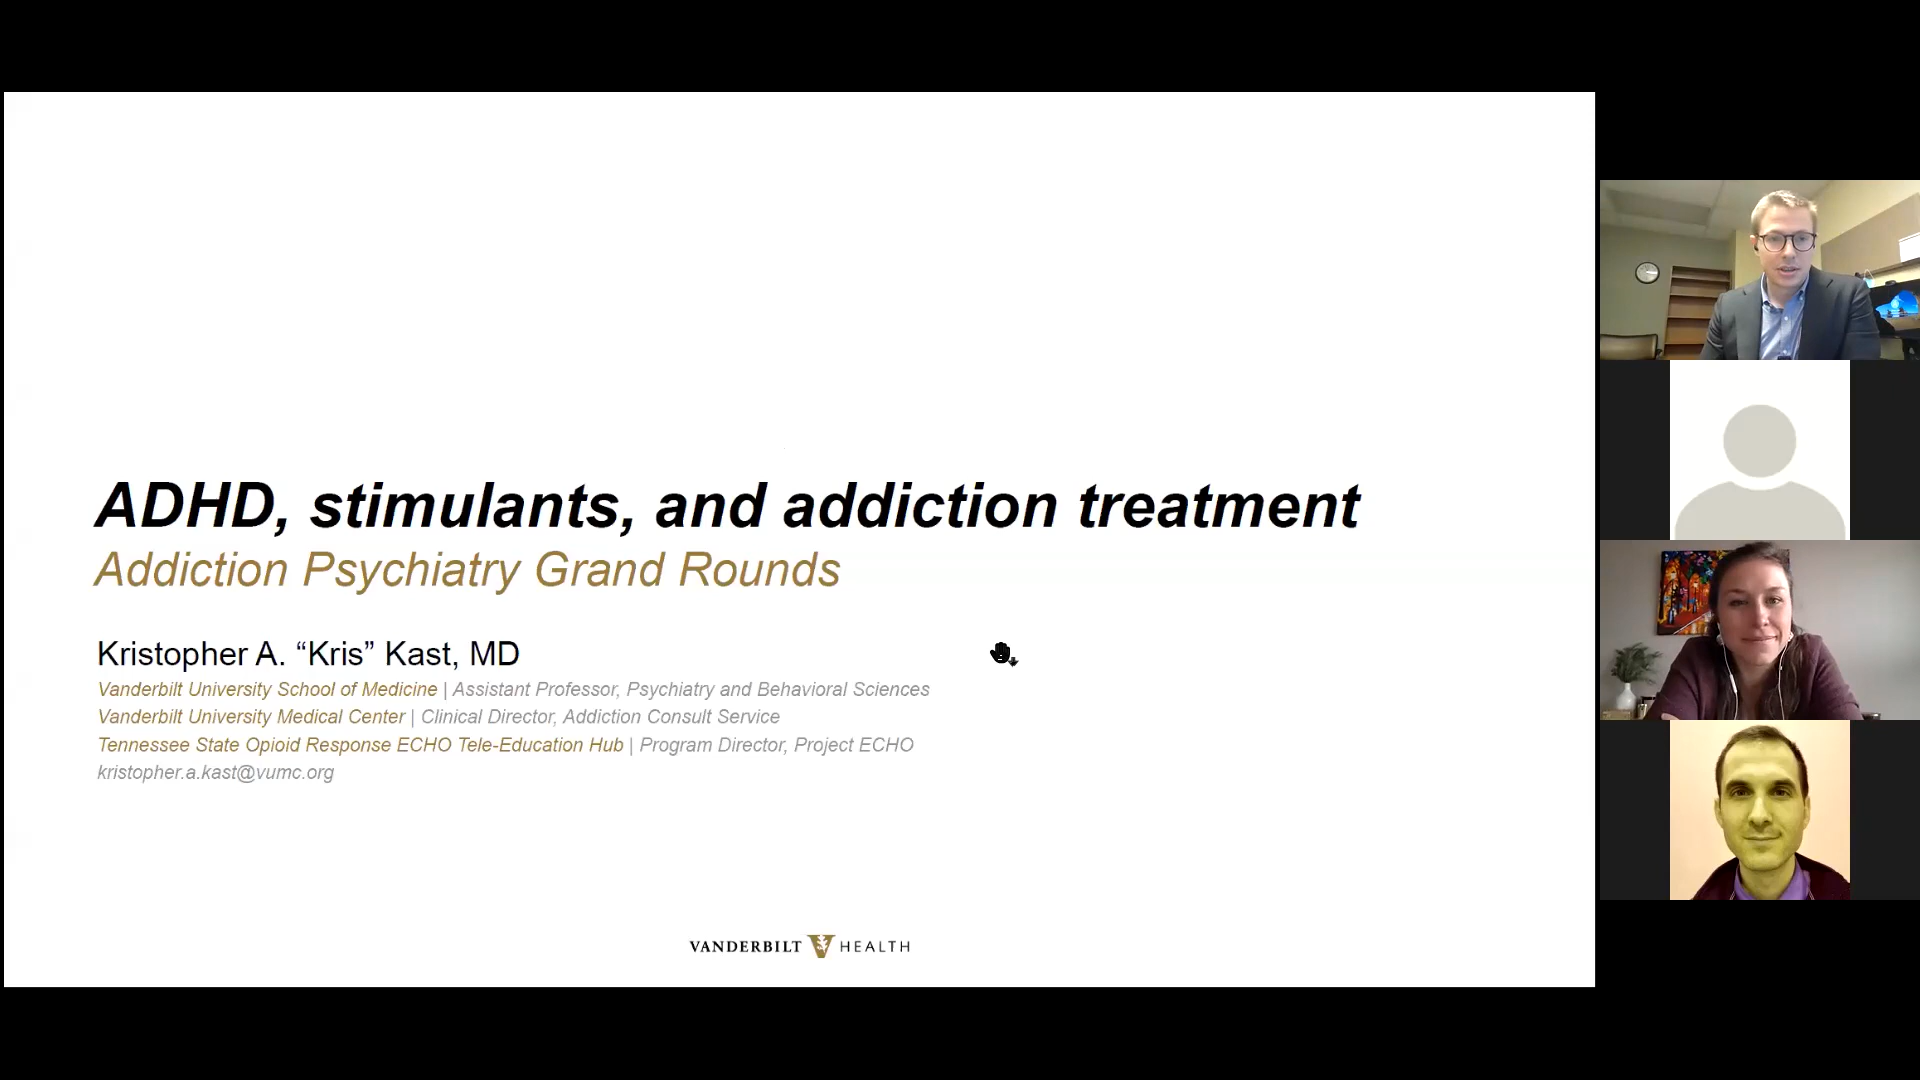 ADHD, stimulants, and addiction treatment
Addiction Psychiatry Grand Rounds
Kristopher A. “Kris” Kast, MD
Vanderbilt University School of Medicine | Assistant Professor, Psychiatry and Behavioral Sciences
Vanderbilt University Medical Center | Clinical Director, Addiction Consult Service
Tennessee State Opioid Response ECHO Tele-Education Hub | Program Director, Project ECHO
kristopher.a.kast@vumc.org
VANDERBILT V HEALTH